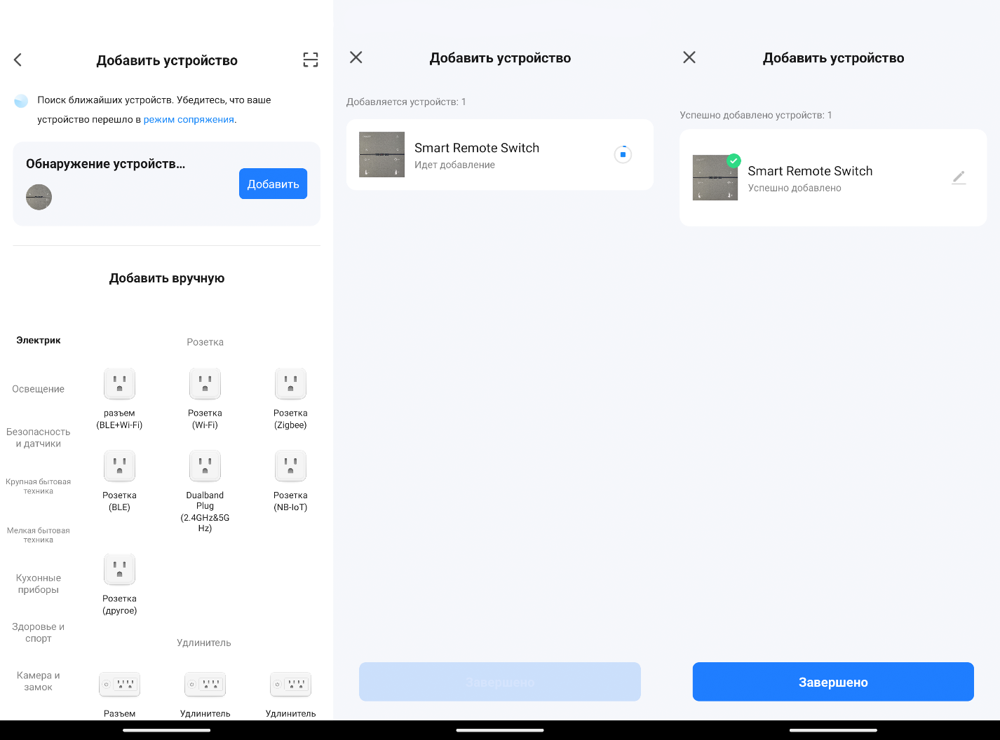 Добавить устройство
Поиск ближайших устройств. Убедитесь, что ваше
устройство перешло в режим сопряжения.
Обнаружение устройств...
Добавить
Добавить вручную
Электрик
Освещение
Безопасность
и датчики
Крупная бытовая
техника
Мелкая бытовая
техника
Кухонные
приборы
Здоровье и
спорт
Камера и
замок
Розетка
разъем
(BLE+Wi-Fi)
Розетка
(Wi-Fi)
Розетка
(Zigbee)
Розетка
(BLE)
Dualband
Plug
(2.4GHz&5G
Hz)
Розетка
(NB-IoT)
Розетка
(другое)
Удлинитель
Разъем
Удлинитель
Удлинитель
Добавить устройство
Добавляется устройств: 1
Smart Remote Switch
Идет добавление
Завершено
Добавить устройство
Успешно добавлено устройств: 1
Smart Remote Switch
Успешно добавлено
Завершено